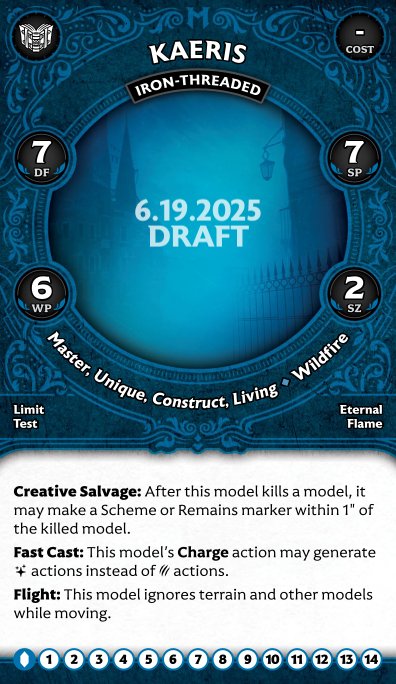 KAERIS
IRON-THREADED
-
COST
7
DF
7
SP
6.19.2025
DRAFT
6
WP
2
SZ
Master, Unique, Construct, Living ♦ Wildfire
Limit
Test
Eternal
Flame
Creative Salvage: After this model kills a model, it
may make a Scheme or Remains marker within 1" of
the killed model.
Fast Cast: This model's Charge action may generate
actions instead of actions.
Flight: This model ignores terrain and other models
while moving.
1 2 3 4 5 6 7 8 9 10 11 12 13 14